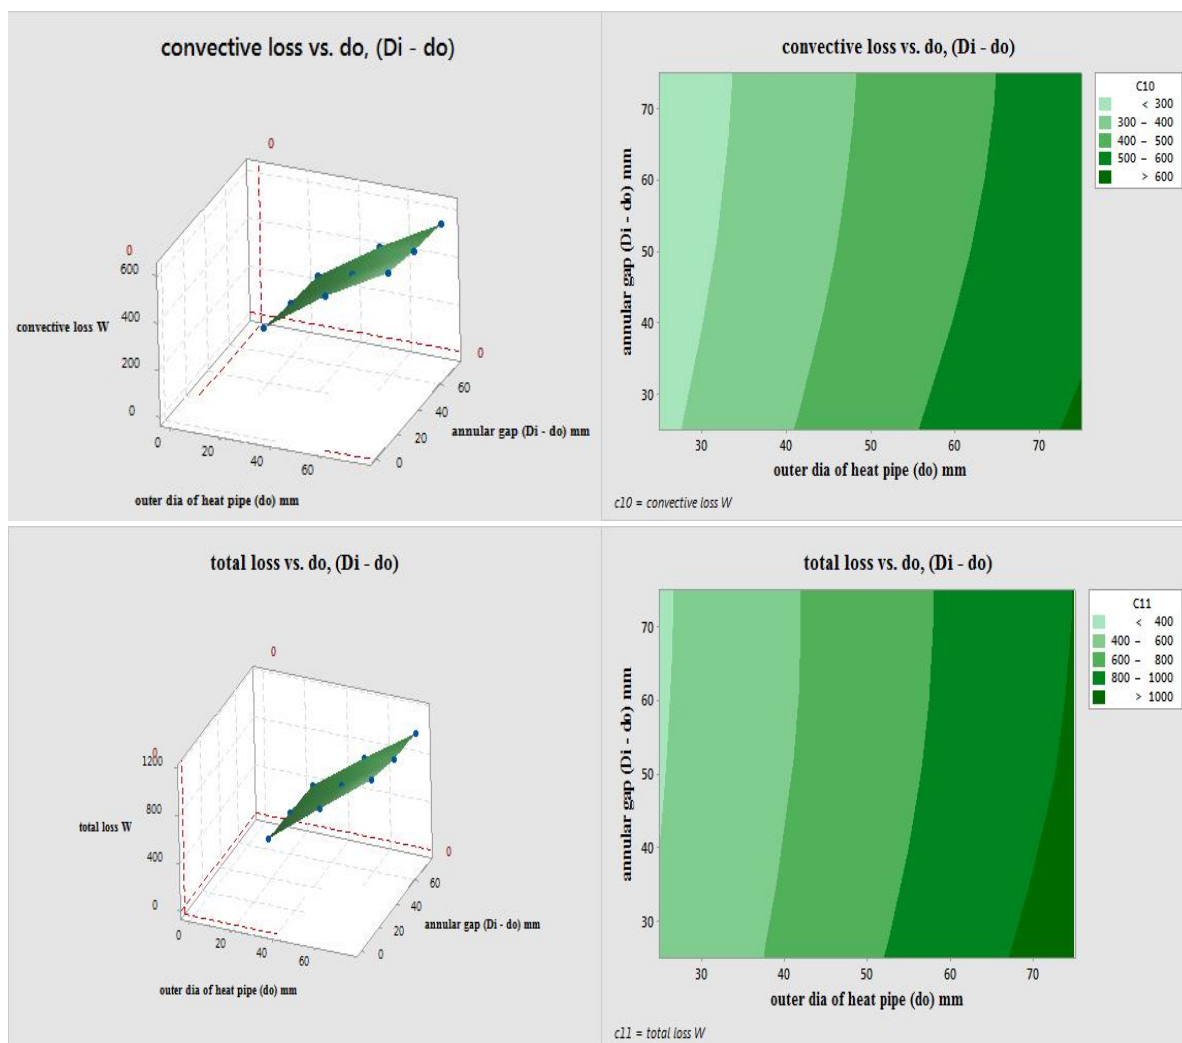 convective loss vs. do, (Di - do)
0
0
600
convective loss W
400
200
0
0
20
40
60
0
20
40
60
0
annular gap (Di - do) mm
outer dia of heat pipe (do) mm
convective loss vs. do, (Di - do)
C10
< 300
300 – 400
400 – 500
500 – 600
> 600
70
60
50
40
30
annular gap (Di - do) mm
30 40 50 60 70
outer dia of heat pipe (do) mm
c10 = convective loss W
total loss vs. do, (Di - do)
0
0
1200
800
total loss W
400
0
0
20
40
60
0
20
40
60
0
annular gap (Di - do) mm
outer dia of heat pipe (do) mm
total loss vs. do, (Di - do)
C11
< 400
400 – 600
600 – 800
800 – 1000
> 1000
70
60
50
40
30
annular gap (Di - do) mm
30 40 50 60 70
outer dia of heat pipe (do) mm
c11 = total loss W